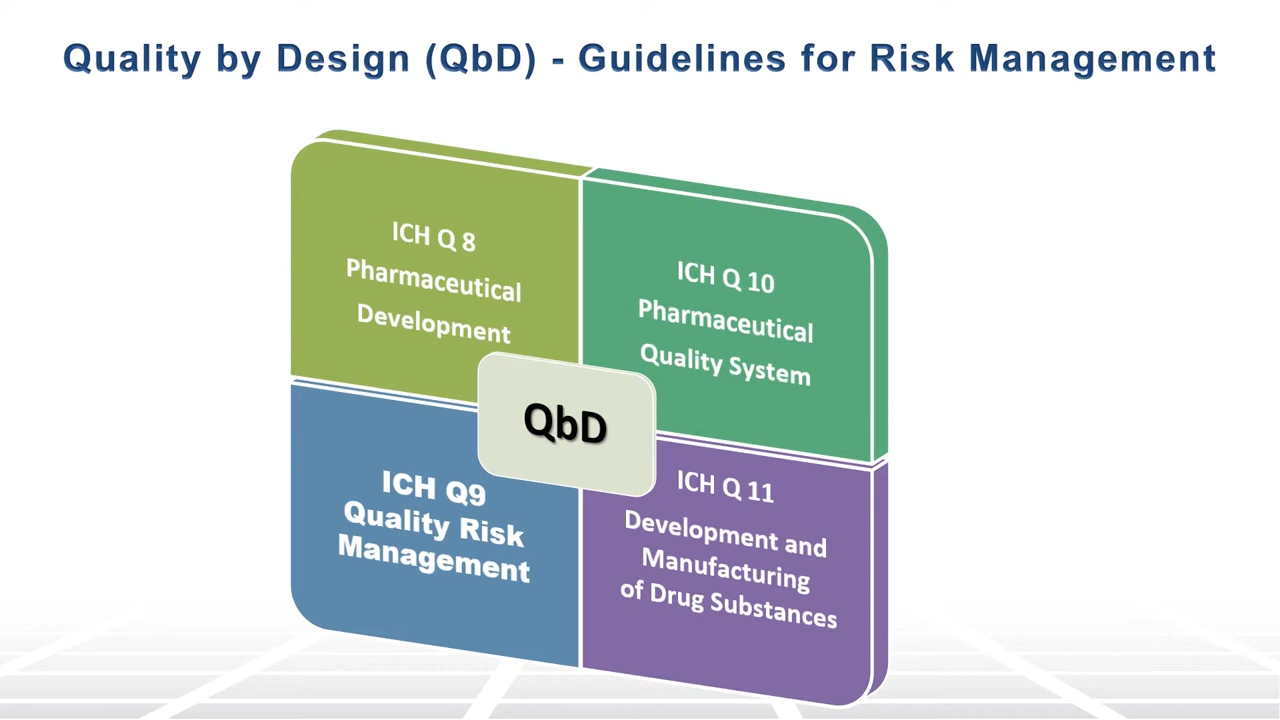 Quality by Design (QbD) - Guidelines for Risk Management
ICH Q 8
Pharmaceutical
Development
ICH Q 10
Pharmaceutical
Quality System
QbD
ICH Q9
Quality Risk
Management
ICH Q 11
Development and
Manufacturing
of Drug Substances